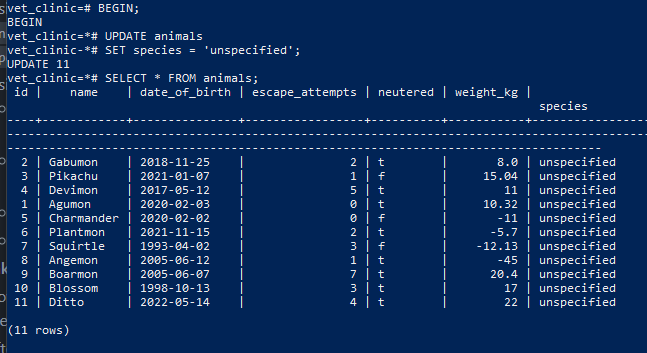 vet_clinic=# BEGIN;
BEGIN
vet_clinic=*# UPDATE animals
vet_clinic-*# SET species = 'unspecified';
UPDATE 11
vet_clinic=*# SELECT * FROM animals;
 id |    name    | date_of_birth | escape_attempts | neutered | weight_kg |
species
----+------------+---------------+-----------------+----------+-----------+---------------
--------------------------------------------------------------------------------
--------------------------------------------------------------------------
  2 | Gabumon    | 2018-11-25    |               2 | t        |       8.0 | unspecified
  3 | Pikachu    | 2021-01-07    |               1 | f        |     15.04 | unspecified
  4 | Devimon    | 2017-05-12    |               5 | t        |        11 | unspecified
  1 | Agumon     | 2020-02-03    |               0 | t        |     10.32 | unspecified
  5 | Charmander | 2020-02-02    |               0 | f        |       -11 | unspecified
  6 | Plantmon   | 2021-11-15    |               2 | t        |      -5.7 | unspecified
  7 | Squirtle   | 1993-04-02    |               3 | f        |    -12.13 | unspecified
  8 | Angemon    | 2005-06-12    |               1 | t        |       -45 | unspecified
  9 | Boarmon    | 2005-06-07    |               7 | t        |      20.4 | unspecified
 10 | Blossom    | 1998-10-13    |               3 | t        |        17 | unspecified
 11 | Ditto      | 2022-05-14    |               4 | t        |        22 | unspecified
(11 rows)